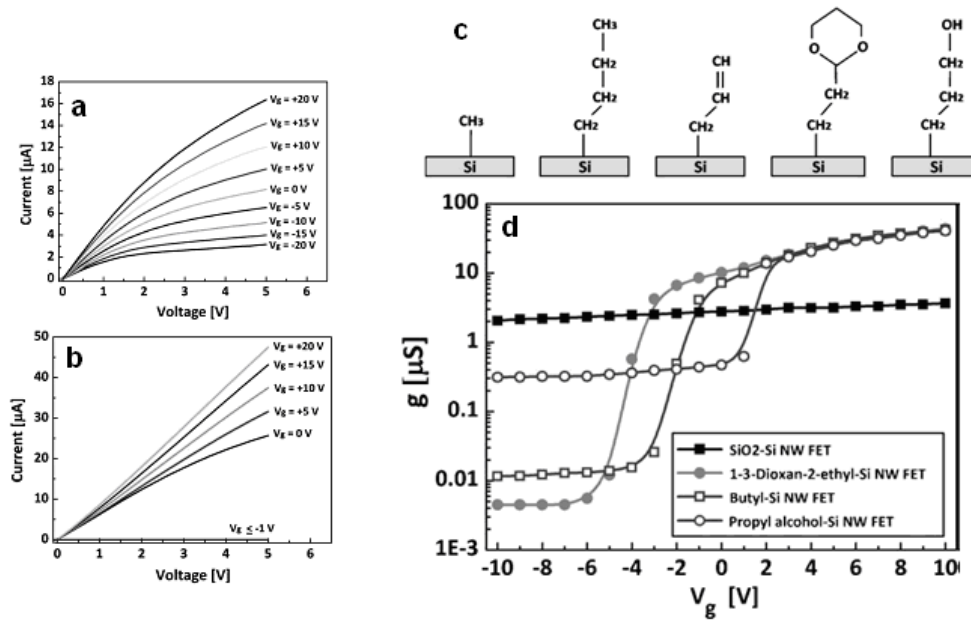 a
18
16
14
12
10
8
6
4
2
0
Current [µA]
Vg = +20 V
Vg = +15 V
Vg = +10 V
Vg = +5 V
Vg = 0 V
Vg = -5 V
Vg = -10 V
Vg = -15 V
Vg = -20 V
0 1 2 3 4 5 6
Voltage [V]
b
50
40
30
20
10
0
Current [µA]
Vg = +20 V
Vg = +15 V
Vg = +10 V
Vg = +5 V
Vg = 0 V
Vg ≤ -1 V
0 1 2 3 4 5 6
Voltage [V]
c
CH3
Si
CH3
CH2
CH2
CH2
Si
CH
CH
CH2
Si
O O
CH2
CH2
Si
OH
CH2
CH2
CH2
Si
d
100
10
1
0.1
0.01
1E-3
g [µS]
SiO2-Si NW FET
1-3-Dioxan-2-ethyl-Si NW FET
Butyl-Si NW FET
Propyl alcohol-Si NW FET
-10 -8 -6 -4 -2 0 2 4 6 8 10
Vg [V]